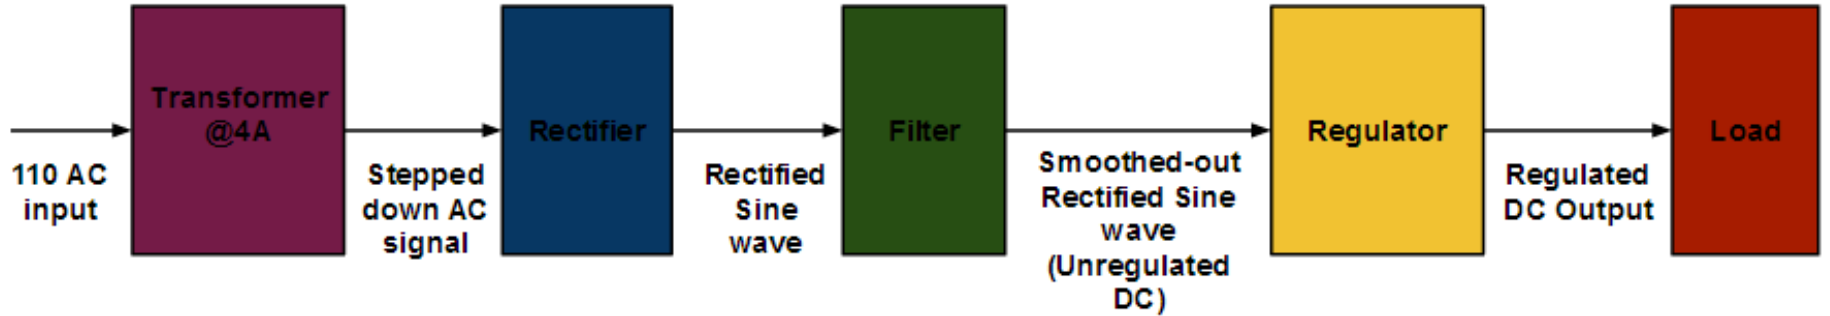 110 AC
input
Transformer
@4A
Stepped
down AC
signal
Rectifier
Rectified
Sine
wave
Filter
Smoothed-out
Rectified Sine
wave
(Unregulated
DC)
Regulator
Regulated
DC Output
Load